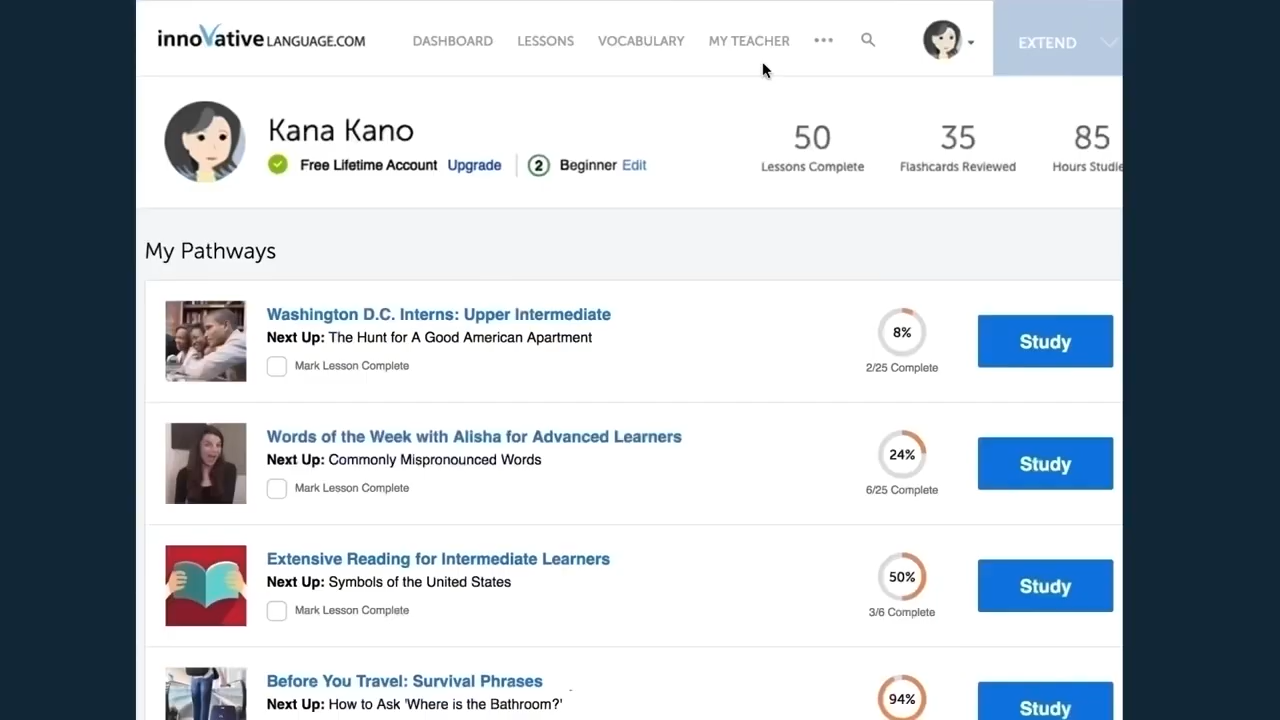 innoVative LANGUAGE.COM DASHBOARD LESSONS VOCABULARY MY TEACHER ••• EXTEND
Kana Kano
Free Lifetime Account Upgrade 2 Beginner Edit
50 35 85
Lessons Complete Flashcards Reviewed Hours Studie
My Pathways
Washington D.C. Interns: Upper Intermediate
Next Up: The Hunt for A Good American Apartment
Mark Lesson Complete
8%
2/25 Complete
Study
Words of the Week with Alisha for Advanced Learners
Next Up: Commonly Mispronounced Words
Mark Lesson Complete
24%
6/25 Complete
Study
Extensive Reading for Intermediate Learners
Next Up: Symbols of the United States
Mark Lesson Complete
50%
3/6 Complete
Study
Before You Travel: Survival Phrases
Next Up: How to Ask 'Where is the Bathroom?'
94%
Study